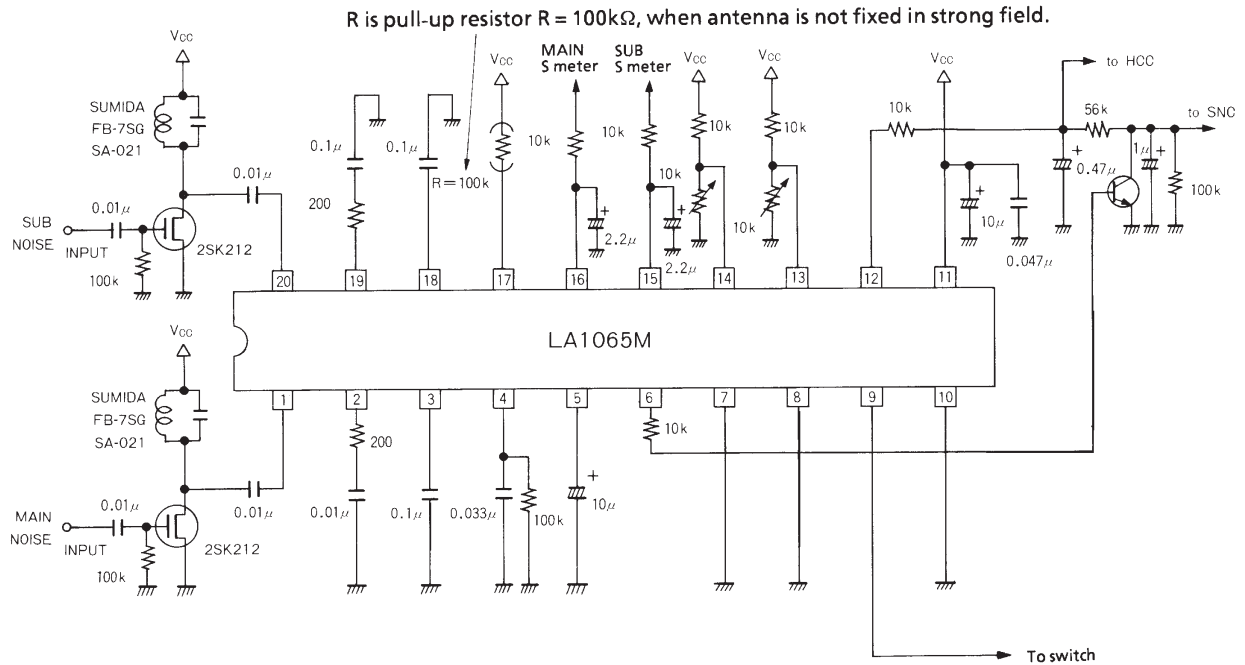 R is pull-up resistor R = 100kΩ, when antenna is not fixed in strong field.
VCC
SUMIDA
FB-7SG
SA-021
0.01μ
0.01μ
SUB
NOISE
INPUT
2SK212
100k
0.1μ
200
0.1μ
R=100k
VCC
MAIN
S meter
10k
2.2μ
SUB
S meter
10k
10k
2.2μ
VCC
10k
VCC
10k
10k
10k
VCC
10μ
0.047μ
to HCC
56k
to SNC
0.47μ
1μ
100k
20
19
18
17
16
15
14
13
12
11
LA1065M
1
2
3
4
5
6
7
8
9
10
VCC
SUMIDA
FB-7SG
SA-021
0.01μ
0.01μ
MAIN
NOISE
INPUT
2SK212
100k
200
0.01μ
0.1μ
0.033μ
100k
10μ
10k
To switch